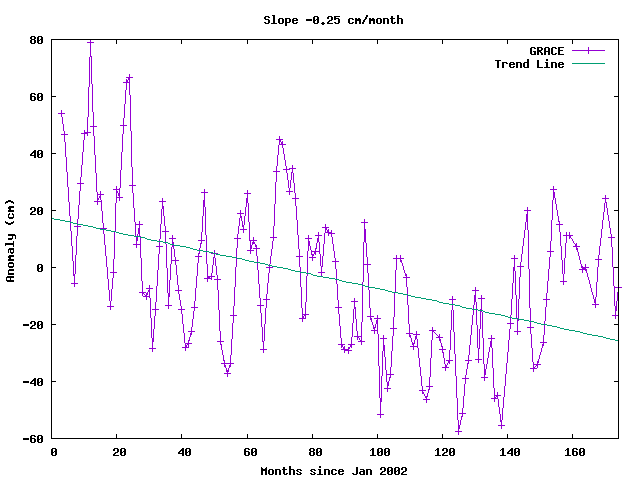 Slope -0.25 cm/month
GRACE
Trend Line
80
60
40
20
0
-20
-40
-60
Anomaly (cm)
0 20 40 60 80 100 120 140 160
Months since Jan 2002